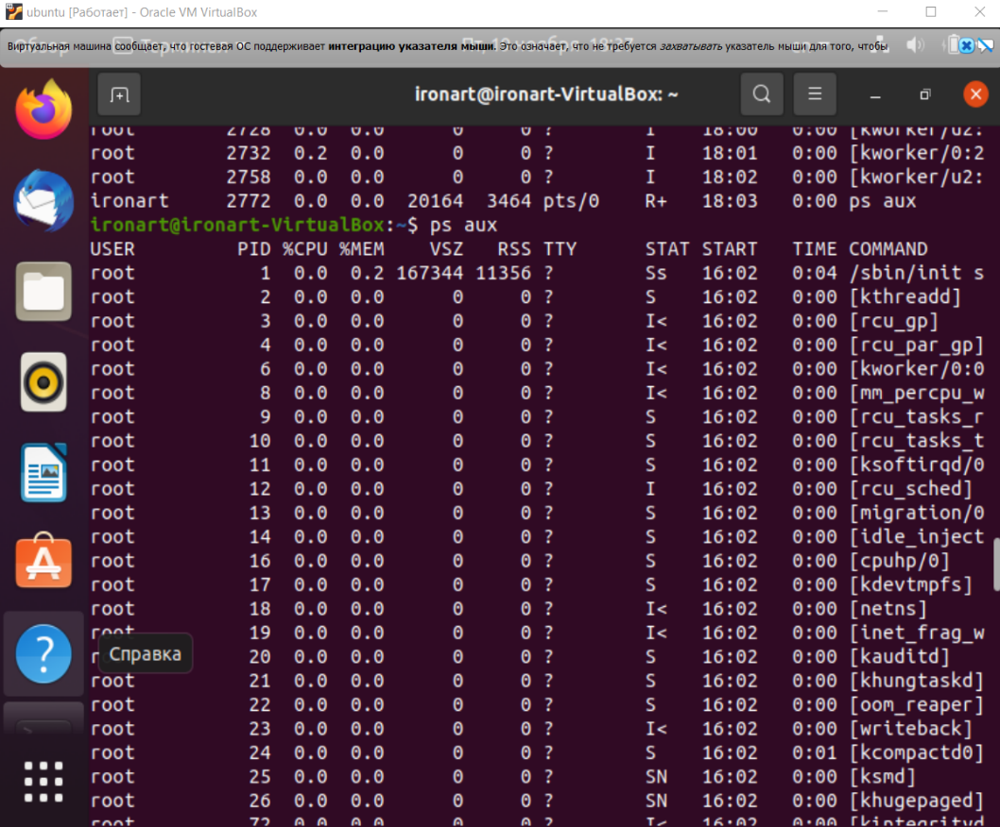 ubuntu [Работает] - Oracle VM VirtualBox
Виртуальная машина сообщает, что гостевая ОС поддерживает интеграцию указателя мыши. Это означает, что не требуется захватывать указатель мыши для того, чтобы
ironart@ironart-VirtualBox: ~
root 2728 0.0 0.0 0 0 ? I 18:00 0:00 [kworker/u2:
root 2732 0.2 0.0 0 0 ? I 18:01 0:00 [kworker/0:2
root 2758 0.0 0.0 0 0 ? I 18:02 0:00 [kworker/u2:
ironart 2772 0.0 0.0 20164 3464 pts/0 R+ 18:03 0:00 ps aux
ironart@ironart-VirtualBox:~$ ps aux
USER PID %CPU %MEM VSZ RSS TTY STAT START TIME COMMAND
root 1 0.0 0.2 167344 11356 ? Ss 16:02 0:04 /sbin/init s
root 2 0.0 0.0 0 0 ? S 16:02 0:00 [kthreadd]
root 3 0.0 0.0 0 0 ? I< 16:02 0:00 [rcu_gp]
root 4 0.0 0.0 0 0 ? I< 16:02 0:00 [rcu_par_gp]
root 6 0.0 0.0 0 0 ? I< 16:02 0:00 [kworker/0:0
root 8 0.0 0.0 0 0 ? I< 16:02 0:00 [mm_percpu_w
root 9 0.0 0.0 0 0 ? S 16:02 0:00 [rcu_tasks_r
root 10 0.0 0.0 0 0 ? S 16:02 0:00 [rcu_tasks_t
root 11 0.0 0.0 0 0 ? S 16:02 0:00 [ksoftirqd/0
root 12 0.0 0.0 0 0 ? I 16:02 0:00 [rcu_sched]
root 13 0.0 0.0 0 0 ? S 16:02 0:00 [migration/0
root 14 0.0 0.0 0 0 ? S 16:02 0:00 [idle_inject
root 16 0.0 0.0 0 0 ? S 16:02 0:00 [cpuhp/0]
root 17 0.0 0.0 0 0 ? S 16:02 0:00 [kdevtmpfs]
root 18 0.0 0.0 0 0 ? I< 16:02 0:00 [netns]
root 19 0.0 0.0 0 0 ? I< 16:02 0:00 [inet_frag_w
Справка
20 0.0 0.0 0 0 ? S 16:02 0:00 [kauditd]
root 21 0.0 0.0 0 0 ? S 16:02 0:00 [khungtaskd]
root 22 0.0 0.0 0 0 ? S 16:02 0:00 [oom_reaper]
root 23 0.0 0.0 0 0 ? I< 16:02 0:00 [writeback]
root 24 0.0 0.0 0 0 ? S 16:02 0:01 [kcompactd0]
root 25 0.0 0.0 0 0 ? SN 16:02 0:00 [ksmd]
root 26 0.0 0.0 0 0 ? SN 16:02 0:00 [khugepaged]
root 72 0.0 0.0 0 0 ? I< 16:02 0:00 [kintegrityd